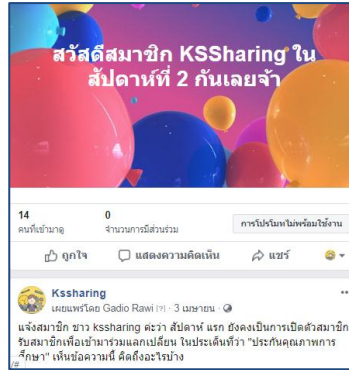 สวัสดีสมาชิก KSSharing ใน
สัปดาห์ที่ 2 กันเลยจ้า
14
คนที่เข้ามาดู
0
จำนวนการมีส่วนร่วม
การโปรโมทไม่พร้อมใช้งาน
ถูกใจ
แสดงความคิดเห็น
แชร์
Kssharing
เผยแพร่โดย Gadio Rawi [?] · 3 เมษายน ·
แจ้งสมาชิก ชาว kssharing ค่ะว่า สัปดาห์ แรก ยังคงเป็นการเปิดตัวสมาชิก
รับสมาชิกเพื่อเข้ามาร่วมแลกเปลี่ยน ในประเด็นที่ว่า "ประกันคุณภาพการ
ศึกษา" เห็นข้อความนี้ คิดถึงอะไรบ้าง
/#